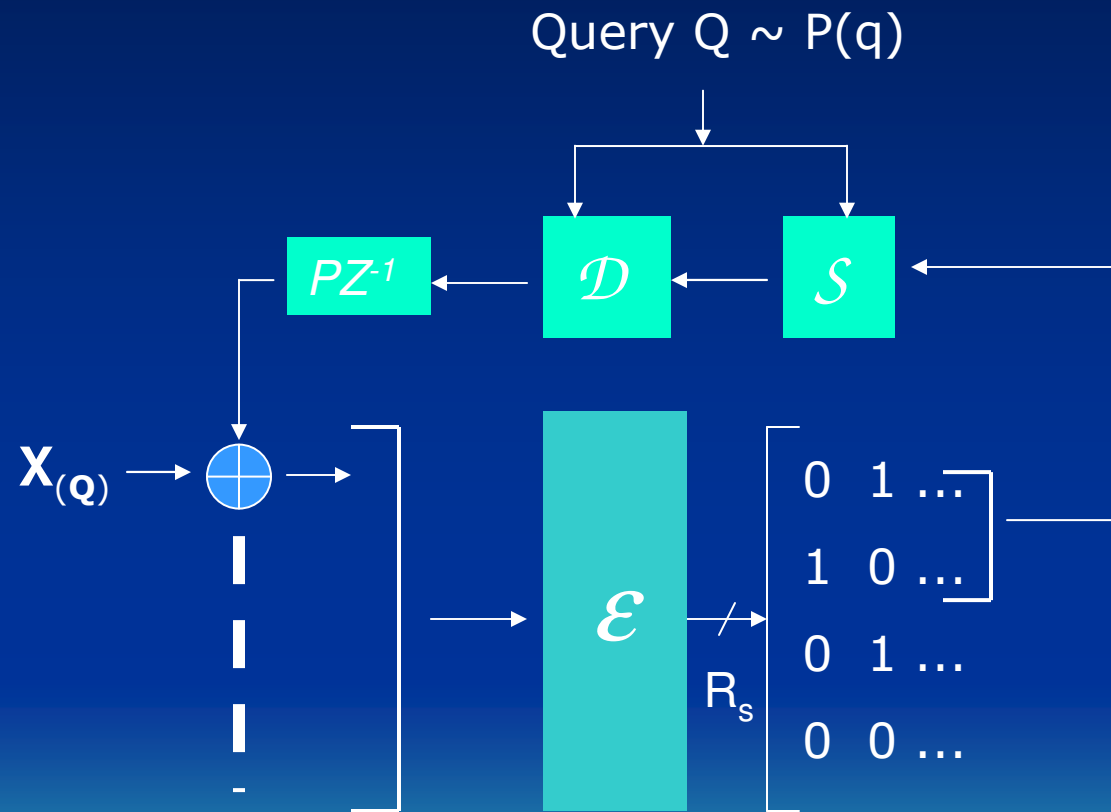 Query Q ~ P(q)
PZ⁻¹
𝒟
𝒮
X₍Q₎
0 1 ...
1 0 ...
ℰ
0 1 ...
Rₛ
0 0 ...